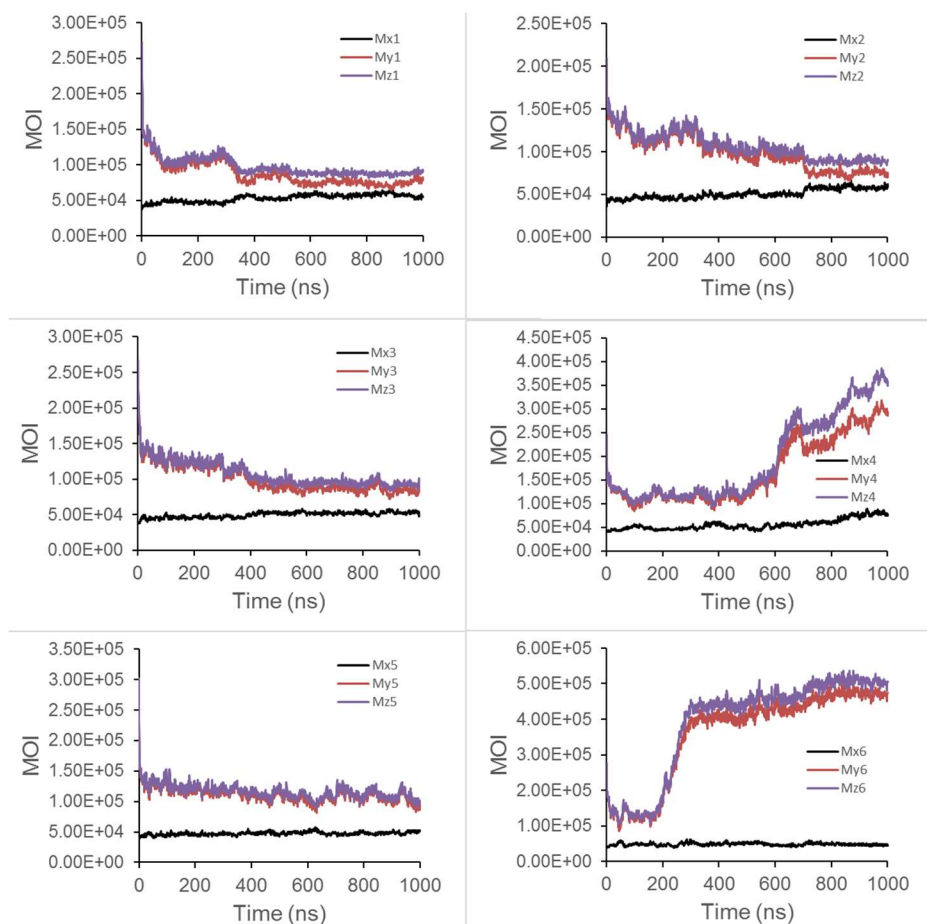 3.00E+05
2.50E+05
2.00E+05
1.50E+05
1.00E+05
5.00E+04
0.00E+00
MOI
Mx1
My1
Mz1
0 200 400 600 800 1000
Time (ns)
2.50E+05
2.00E+05
1.50E+05
1.00E+05
5.00E+04
0.00E+00
MOI
Mx2
My2
Mz2
0 200 400 600 800 1000
Time (ns)
3.00E+05
2.50E+05
2.00E+05
1.50E+05
1.00E+05
5.00E+04
0.00E+00
MOI
Mx3
My3
Mz3
0 200 400 600 800 1000
Time (ns)
4.50E+05
4.00E+05
3.50E+05
3.00E+05
2.50E+05
2.00E+05
1.50E+05
1.00E+05
5.00E+04
0.00E+00
MOI
Mx4
My4
Mz4
0 200 400 600 800 1000
Time (ns)
3.50E+05
3.00E+05
2.50E+05
2.00E+05
1.50E+05
1.00E+05
5.00E+04
0.00E+00
MOI
Mx5
My5
Mz5
0 200 400 600 800 1000
Time (ns)
6.00E+05
5.00E+05
4.00E+05
3.00E+05
2.00E+05
1.00E+05
0.00E+00
MOI
Mx6
My6
Mz6
0 200 400 600 800 1000
Time (ns)